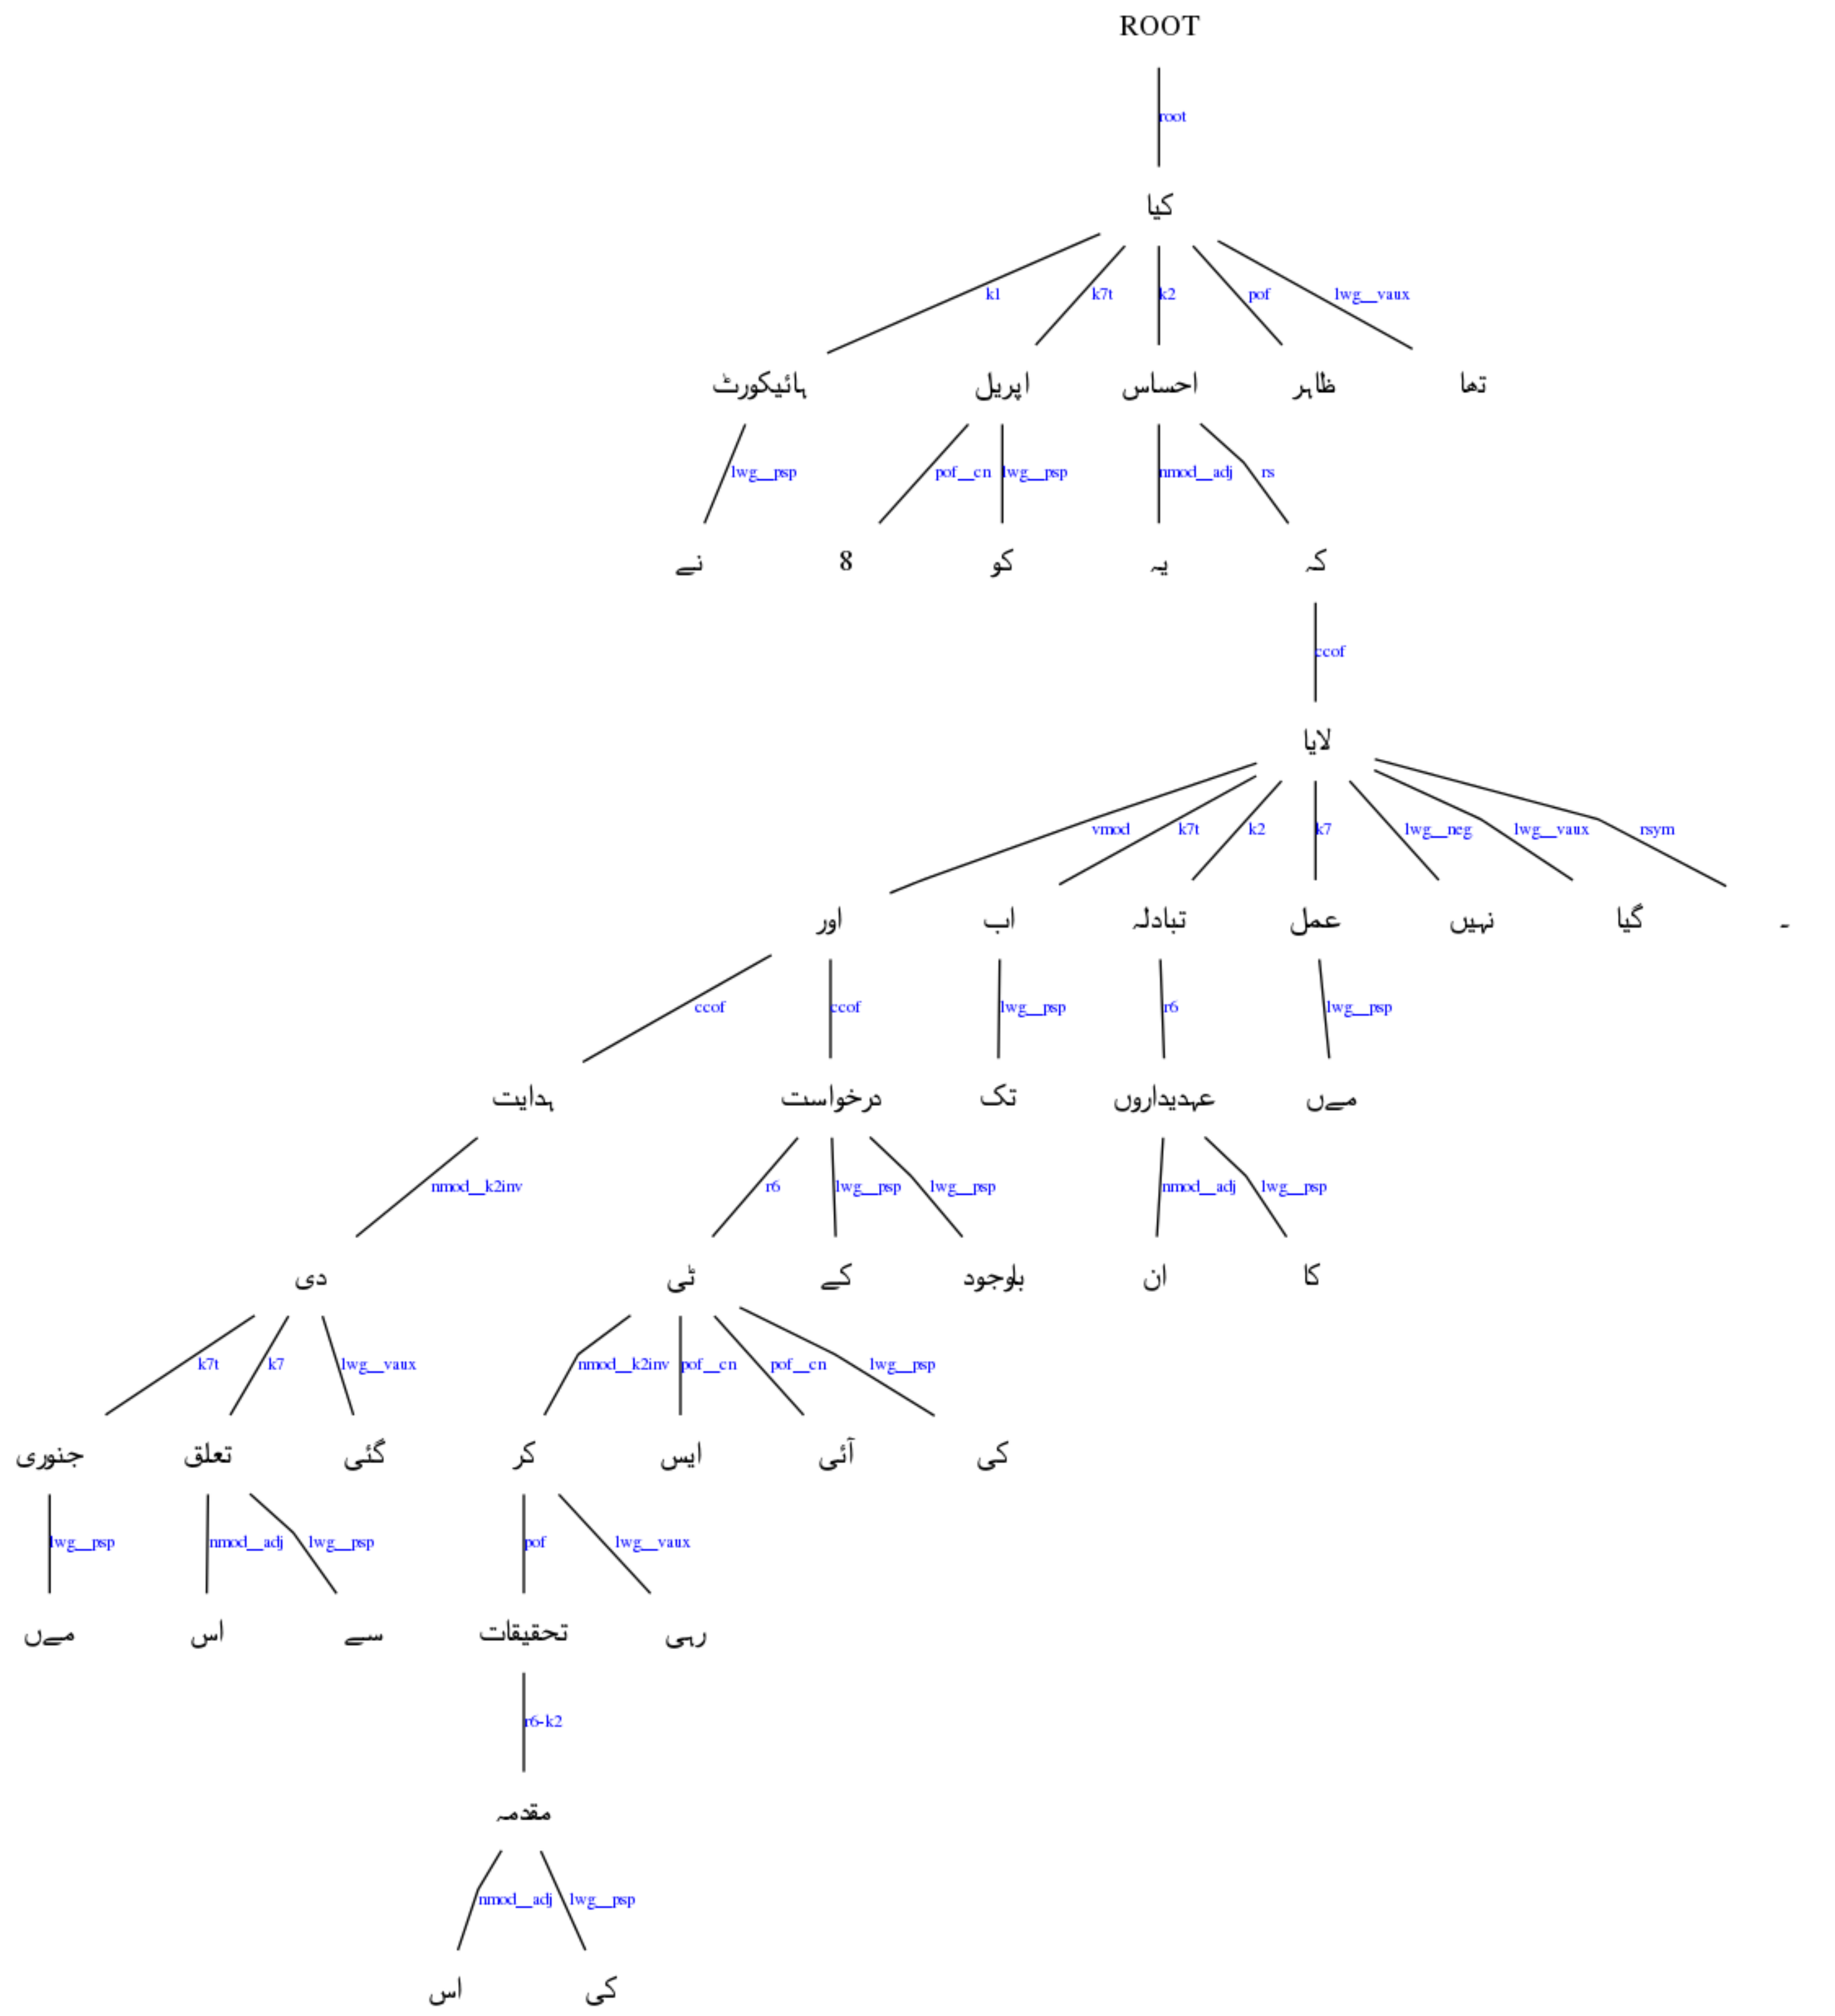 ROOT
root
کیا
k1 k7t k2 pof lwg__vaux
ہائیکورٹ اپریل احساس ظاہر تھا
lwg__psp pof__cn lwg__psp nmod__adj rs
نے 8 کو یہ کہ
ccof
لایا
vmod k7t k2 k7 lwg__neg lwg__vaux rsym
اور اب تبادلہ عمل نہیں گیا ۔
ccof ccof lwg__psp r6 lwg__psp
ہدایت درخواست تک عہدیداروں مےں
nmod__k2inv r6 lwg__psp lwg__psp nmod__adj lwg__psp
دی ٹی کے باوجود ان کا
k7t k7 lwg__vaux nmod__k2inv pof__cn pof__cn lwg__psp
جنوری تعلق گئی کر ایس آئی کی
lwg__psp nmod__adj lwg__psp pof lwg__vaux
مےں اس سے تحقیقات رہی
r6-k2
مقدمہ
nmod__adj lwg__psp
اس کی